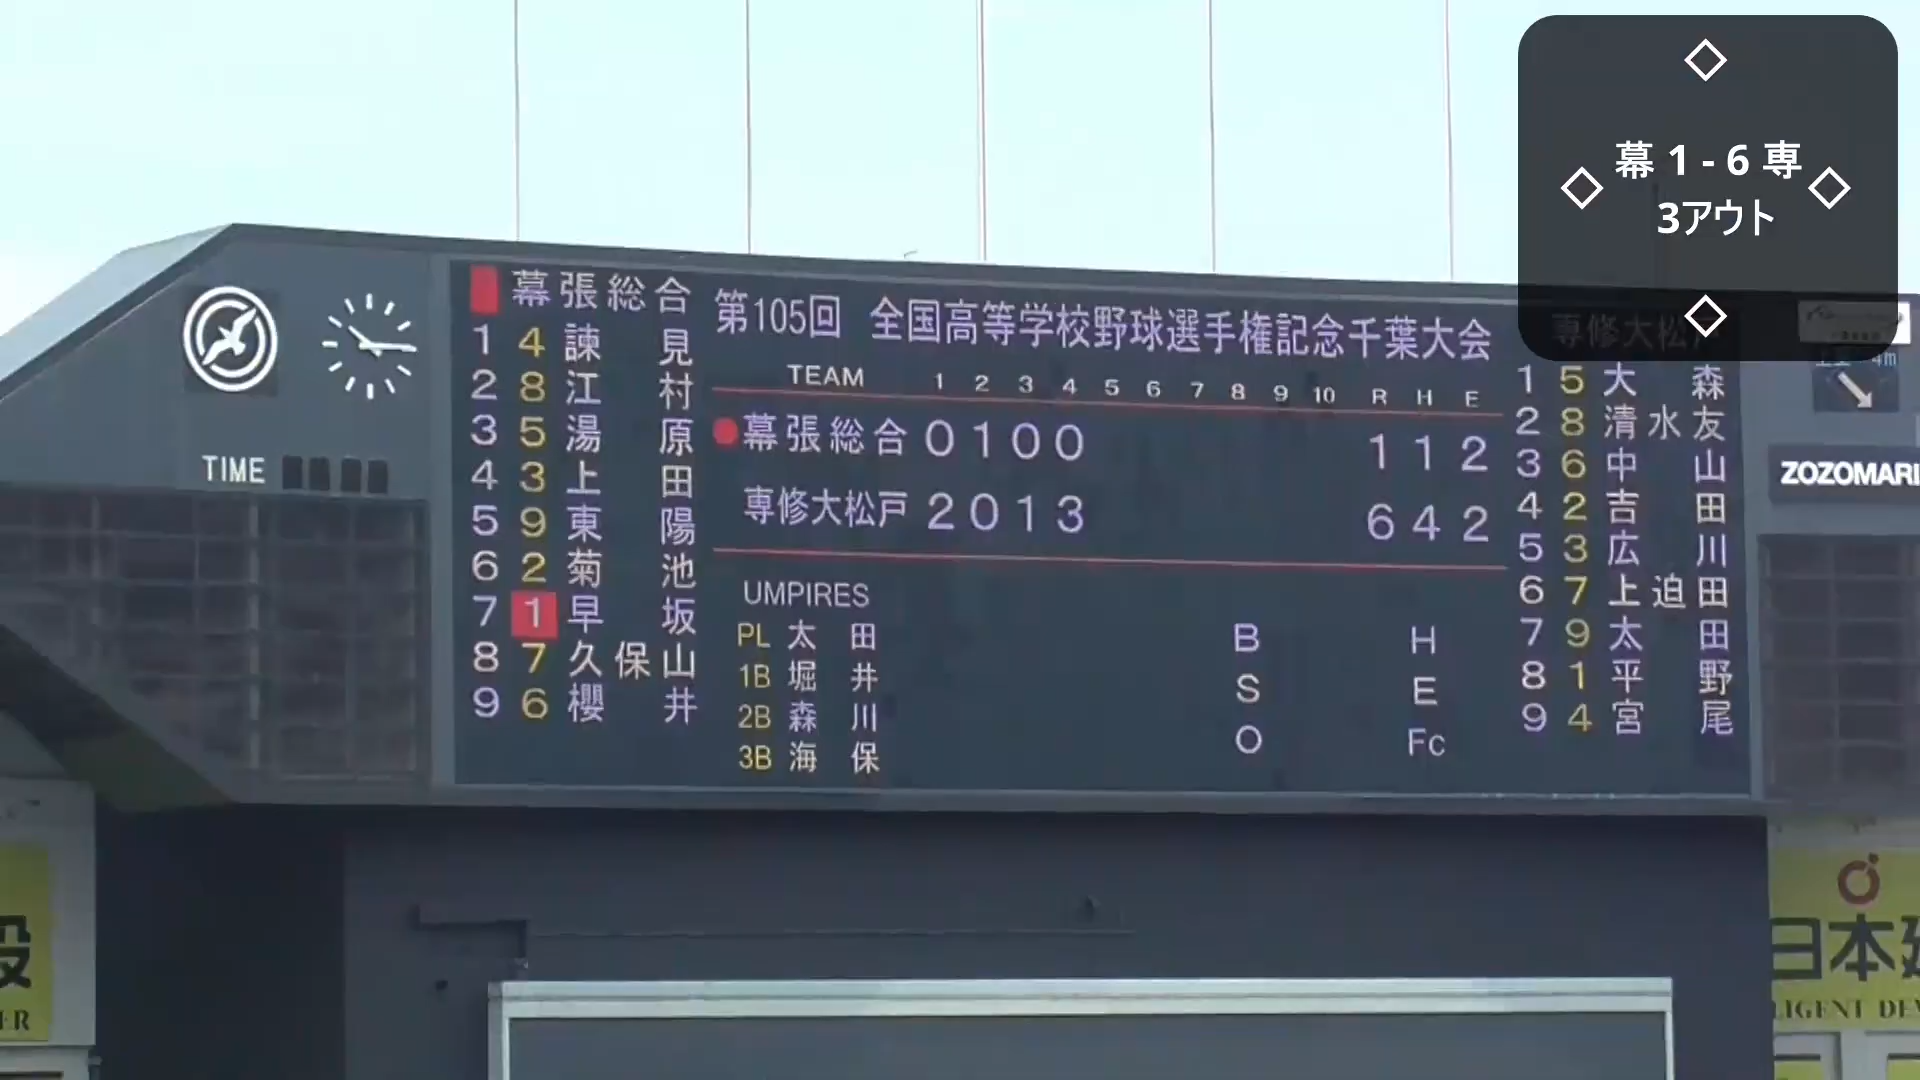 幕 1 - 6 専
3アウト
幕張総合
1 4 諫見
2 8 江村
3 5 湯原
4 3 上田
5 9 東陽
6 2 菊池
7 1 早坂
8 7 久保山
9 6 櫻井
第105回 全国高等学校野球選手権記念千葉大会
TEAM 1 2 3 4 5 6 7 8 9 10 R H E
幕張総合 0 1 0 0 1 1 2
専修大松戸 2 0 1 3 6 4 2
UMPIRES
PL 太田
1B 堀井
2B 森川
3B 海保
B H
S E
O Fc
専修大松戸
1 5 大森
2 8 清水友
3 6 中山
4 2 吉田
5 3 広川
6 7 上迫田
7 9 太田
8 1 平野
9 4 宮尾
TIME
4m
ZOZOMARI
設
ER
日本建
LIGENT DEV